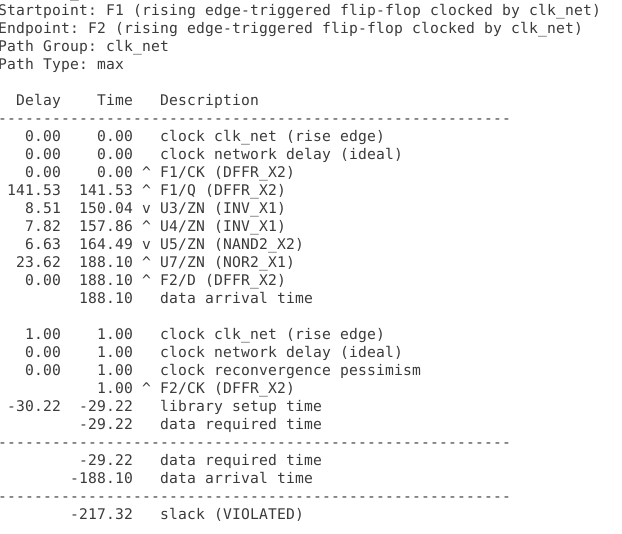 Startpoint: F1 (rising edge-triggered flip-flop clocked by clk_net)
Endpoint: F2 (rising edge-triggered flip-flop clocked by clk_net)
Path Group: clk_net
Path Type: max
  Delay    Time   Description
---------------------------------------------------------
   0.00    0.00   clock clk_net (rise edge)
   0.00    0.00   clock network delay (ideal)
   0.00    0.00 ^ F1/CK (DFFR_X2)
 141.53  141.53 ^ F1/Q (DFFR_X2)
   8.51  150.04 v U3/ZN (INV_X1)
   7.82  157.86 ^ U4/ZN (INV_X1)
   6.63  164.49 v U5/ZN (NAND2_X2)
  23.62  188.10 ^ U7/ZN (NOR2_X1)
   0.00  188.10 ^ F2/D (DFFR_X2)
         188.10   data arrival time
   1.00    1.00   clock clk_net (rise edge)
   0.00    1.00   clock network delay (ideal)
   0.00    1.00   clock reconvergence pessimism
           1.00 ^ F2/CK (DFFR_X2)
 -30.22  -29.22   library setup time
         -29.22   data required time
---------------------------------------------------------
         -29.22   data required time
        -188.10   data arrival time
---------------------------------------------------------
        -217.32   slack (VIOLATED)